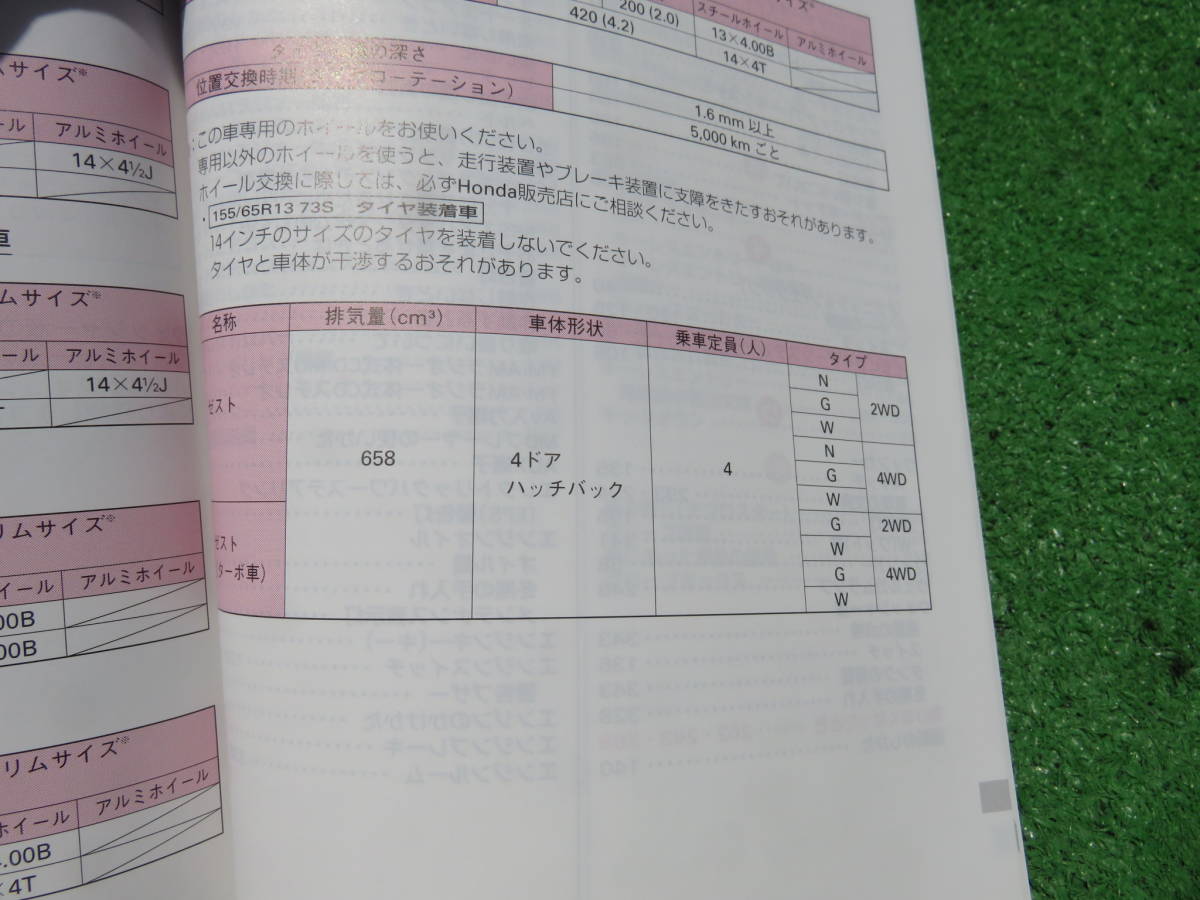 ムサイズ※
アルミホイール
14×4½J
ムサイズ※
アルミホイール
14×4½J
リムサイズ※
アルミホイール
00B
00B
リムサイズ※
ホイール アルミホイール
.00B
×4T
200 (2.0)
420 (4.2)
スチールホイール アルミホイール
13×4.00B
14×4T
の深さ
1.6 mm 以上
位置交換時期 ローテーション)
5,000 km ごと
この車専用のホイールをお使いください。
専用以外のホイールを使うと、走行装置やブレーキ装置に支障をきたすおそれがあります。
ホイール交換に際しては、必ずHonda販売店にご相談ください。
・155/65R13 73S タイヤ装着車
14インチのサイズのタイヤを装着しないでください。
タイヤと車体が干渉するおそれがあります。
名称 排気量(cm³) 車体形状 乗車定員(人) タイプ
ゼスト
658
4ドア
ハッチバック
4
N
G
W
2WD
N
G
W
4WD
ゼスト
ターボ車)
G
W
2WD
G
W
4WD